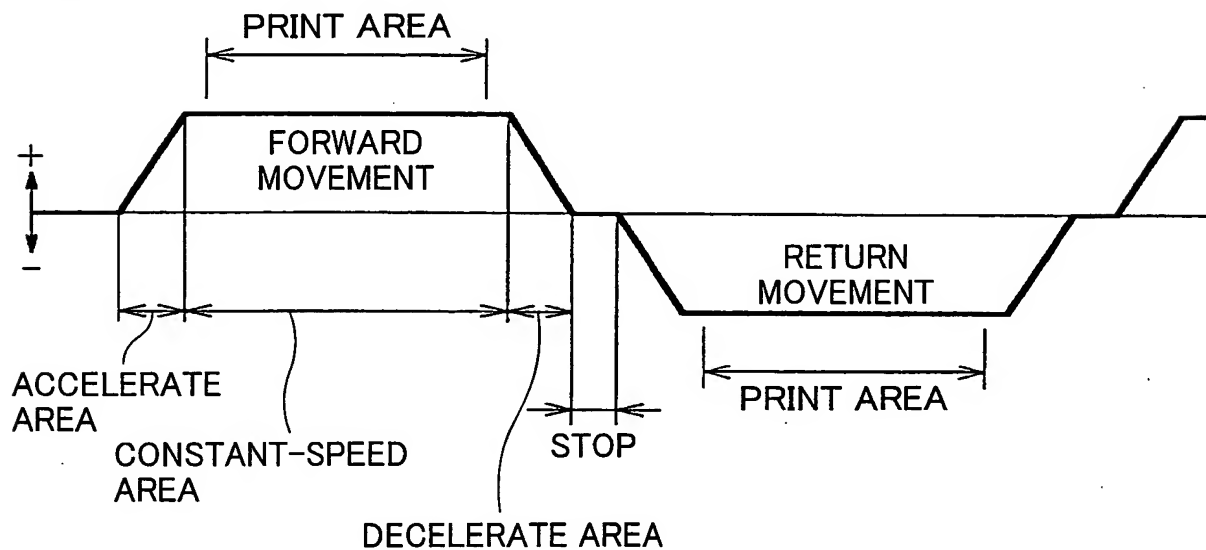 PRINT AREA
FORWARD
MOVEMENT
+
-
RETURN
MOVEMENT
ACCELERATE
AREA
CONSTANT-SPEED
AREA
STOP
PRINT AREA
DECELERATE AREA